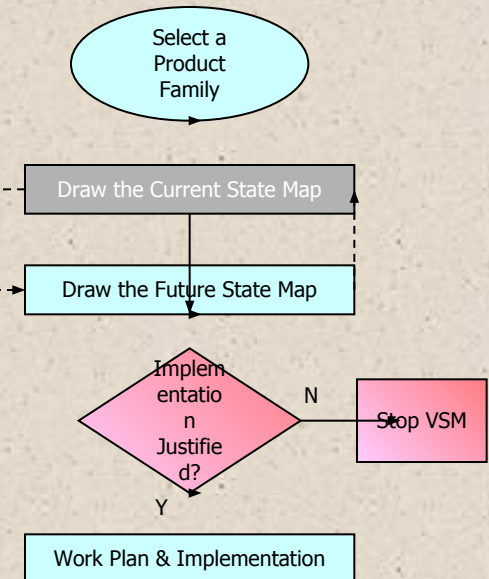 Select a
Product
Family
Draw the Current State Map
Draw the Future State Map
Implem
entatio
n
Justifie
d?
N
Stop VSM
Y
Work Plan & Implementation